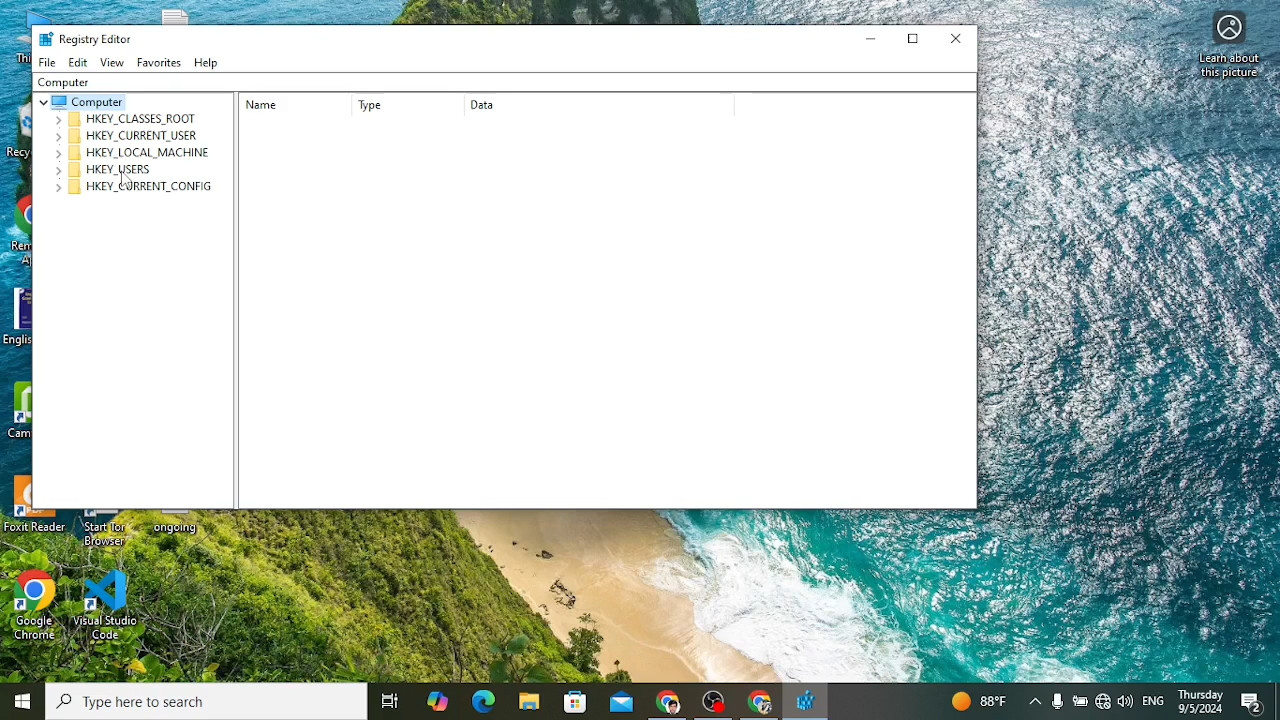 Registry Editor
File Edit View Favorites Help
Computer
Computer
HKEY_CLASSES_ROOT
HKEY_CURRENT_USER
HKEY_LOCAL_MACHINE
HKEY_USERS
HKEY_CURRENT_CONFIG
Name Type Data
Learn about
this picture
Foxit Reader
Start Tor
Browser
ongoing
Google
Chrome
Visual Studio
Code
Type here to search
88°F
ENG
Thursday
9/5/2024
2